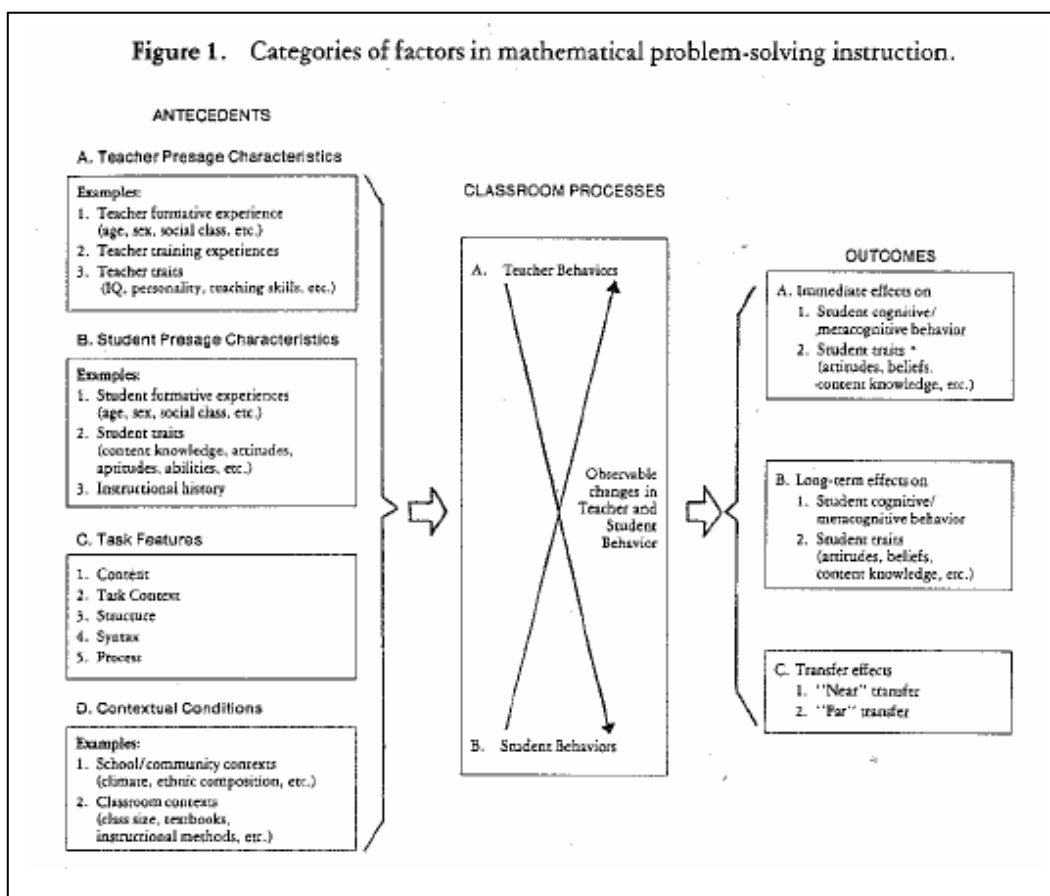 Figure 1. Categories of factors in mathematical problem-solving instruction.
ANTECEDENTS
A. Teacher Presage Characteristics
Examples:
1. Teacher formative experience
(age, sex, social class, etc.)
2. Teacher training experiences
3. Teacher traits
(IQ, personality, teaching skills, etc.)
B. Student Presage Characteristics
Examples:
1. Student formative experiences
(age, sex, social class, etc.)
2. Student traits
(content knowledge, attitudes,
aptitudes, abilities, etc.)
3. Instructional history
C. Task Features
1. Content
2. Task Context
3. Structure
4. Syntax
5. Process
D. Contextual Conditions
Examples:
1. School/community contexts
(climate, ethnic composition, etc.)
2. Classroom contexts
(class size, textbooks,
instructional methods, etc.)
CLASSROOM PROCESSES
A. Teacher Behaviors
Observable
changes in
Teacher and
Student
Behavior
B. Student Behaviors
OUTCOMES
A. Immediate effects on
1. Student cognitive/
metacognitive behavior
2. Student traits
(attitudes, beliefs,
content knowledge, etc.)
B. Long-term effects on
1. Student cognitive/
metacognitive behavior
2. Student traits
(attitudes, beliefs,
content knowledge, etc.)
C. Transfer effects
1. "Near" transfer
2. "Far" transfer